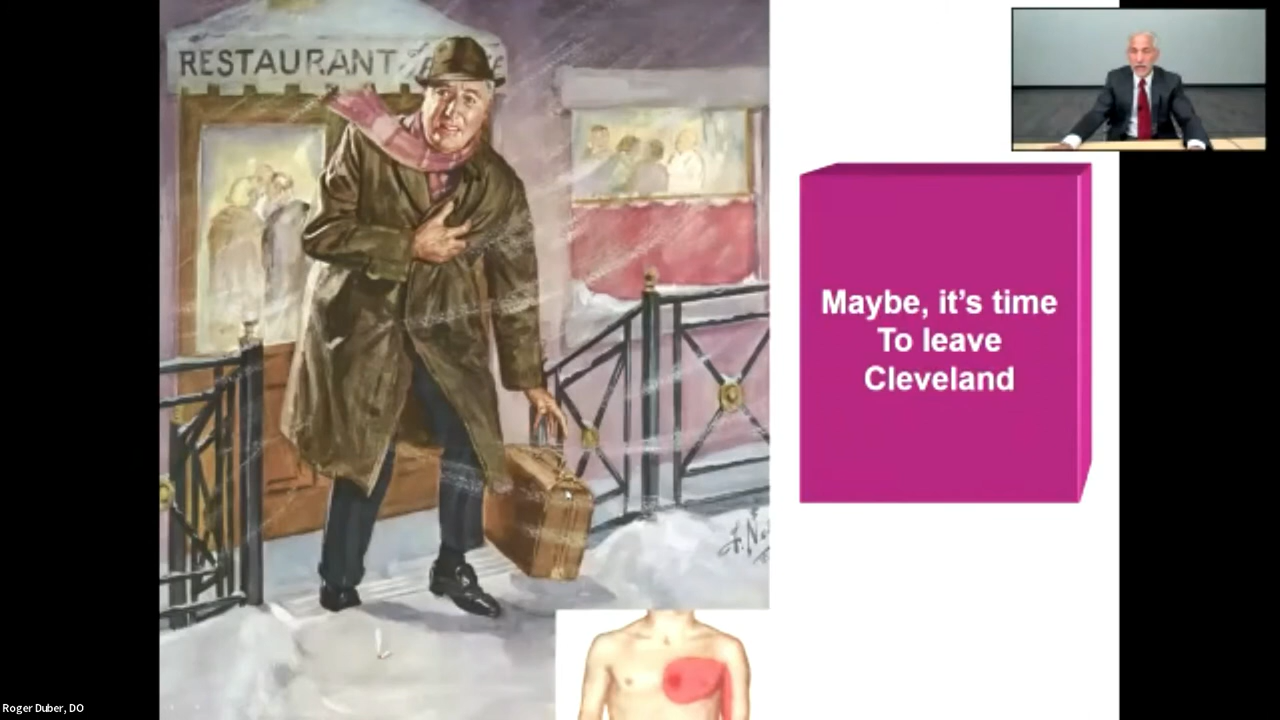 RESTAURANT
Maybe, it’s time
To leave
Cleveland
Roger Duber, DO